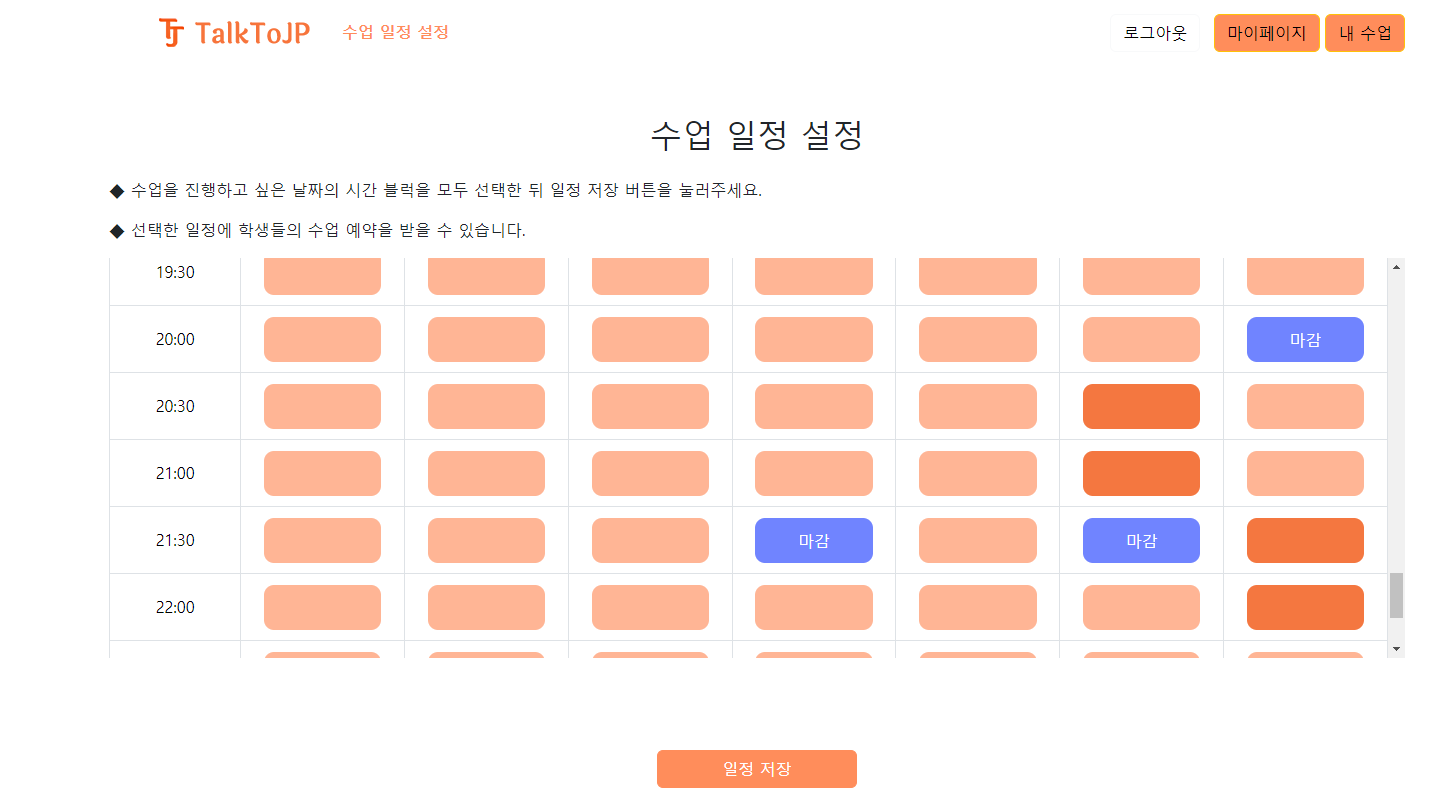 TalkToJP 수업 일정 설정 로그아웃 마이페이지 내 수업
수업 일정 설정
◆ 수업을 진행하고 싶은 날짜의 시간 블럭을 모두 선택한 뒤 일정 저장 버튼을 눌러주세요.
◆ 선택한 일정에 학생들의 수업 예약을 받을 수 있습니다.
19:30
20:00 마감
20:30
21:00
21:30 마감 마감
22:00
일정 저장